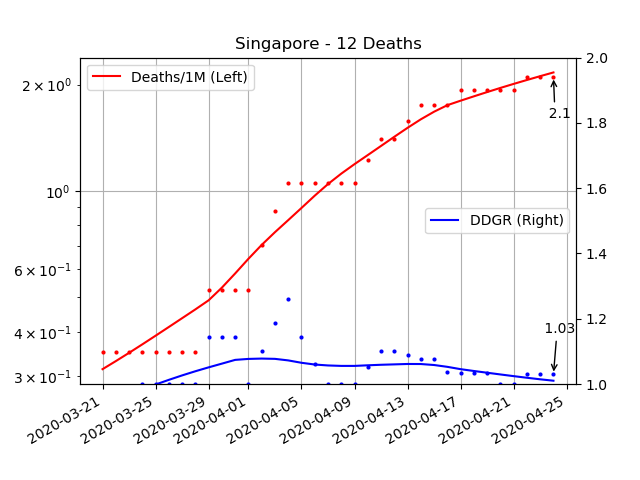 Singapore - 12 Deaths
Deaths/1M (Left)
DDGR (Right)
2.1
1.03
2 × 10⁰
10⁰
6 × 10⁻¹
4 × 10⁻¹
3 × 10⁻¹
2.0
1.8
1.6
1.4
1.2
1.0
2020-03-21
2020-03-25
2020-03-29
2020-04-01
2020-04-05
2020-04-09
2020-04-13
2020-04-17
2020-04-21
2020-04-25